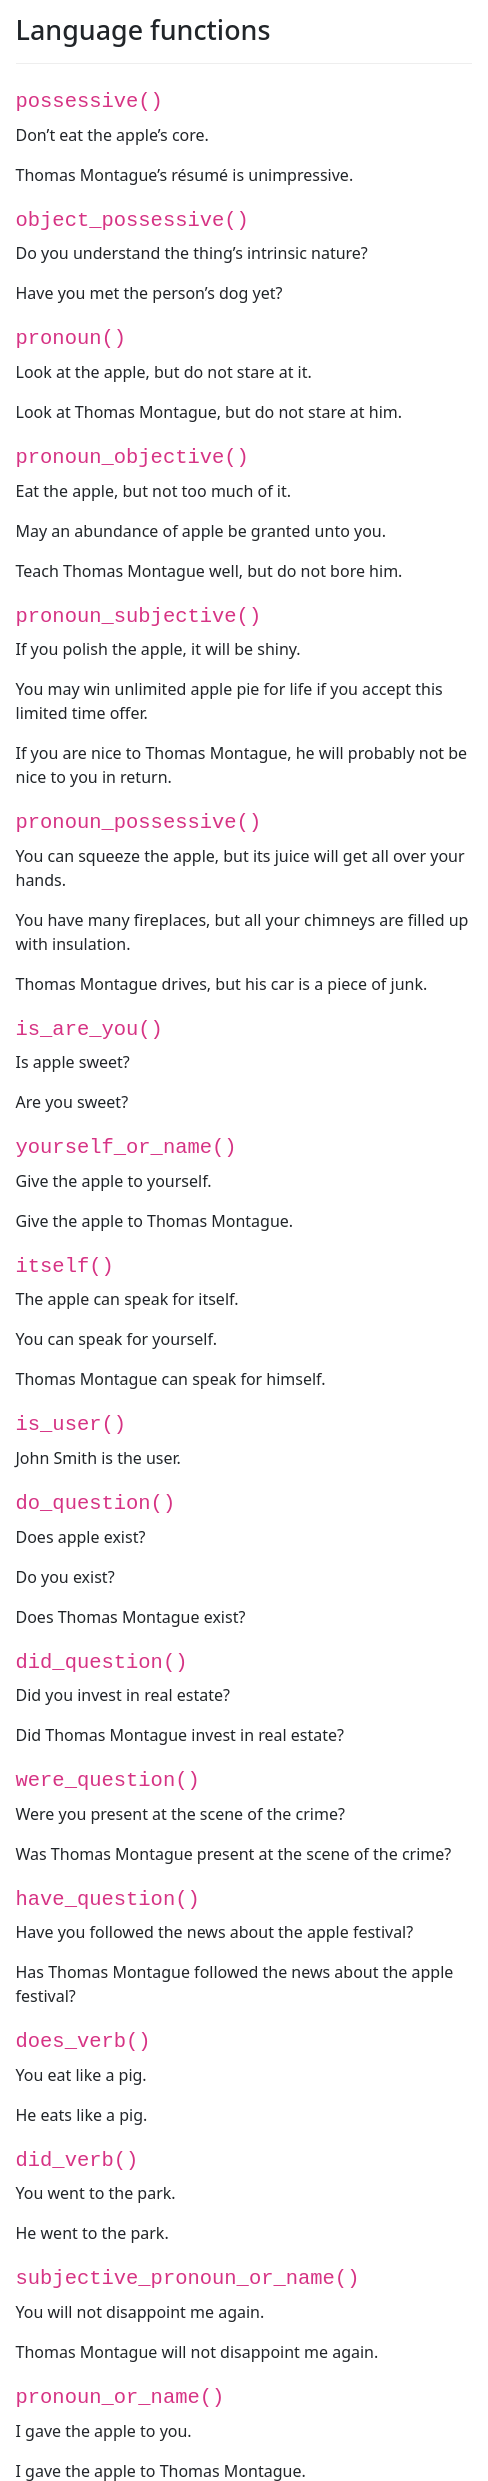 Language functions
possessive()
Don’t eat the apple’s core.
Thomas Montague’s résumé is unimpressive.
object_possessive()
Do you understand the thing’s intrinsic nature?
Have you met the person’s dog yet?
pronoun()
Look at the apple, but do not stare at it.
Look at Thomas Montague, but do not stare at him.
pronoun_objective()
Eat the apple, but not too much of it.
May an abundance of apple be granted unto you.
Teach Thomas Montague well, but do not bore him.
pronoun_subjective()
If you polish the apple, it will be shiny.
You may win unlimited apple pie for life if you accept this
limited time offer.
If you are nice to Thomas Montague, he will probably not be
nice to you in return.
pronoun_possessive()
You can squeeze the apple, but its juice will get all over your
hands.
You have many fireplaces, but all your chimneys are filled up
with insulation.
Thomas Montague drives, but his car is a piece of junk.
is_are_you()
Is apple sweet?
Are you sweet?
yourself_or_name()
Give the apple to yourself.
Give the apple to Thomas Montague.
itself()
The apple can speak for itself.
You can speak for yourself.
Thomas Montague can speak for himself.
is_user()
John Smith is the user.
do_question()
Does apple exist?
Do you exist?
Does Thomas Montague exist?
did_question()
Did you invest in real estate?
Did Thomas Montague invest in real estate?
were_question()
Were you present at the scene of the crime?
Was Thomas Montague present at the scene of the crime?
have_question()
Have you followed the news about the apple festival?
Has Thomas Montague followed the news about the apple
festival?
does_verb()
You eat like a pig.
He eats like a pig.
did_verb()
You went to the park.
He went to the park.
subjective_pronoun_or_name()
You will not disappoint me again.
Thomas Montague will not disappoint me again.
pronoun_or_name()
I gave the apple to you.
I gave the apple to Thomas Montague.